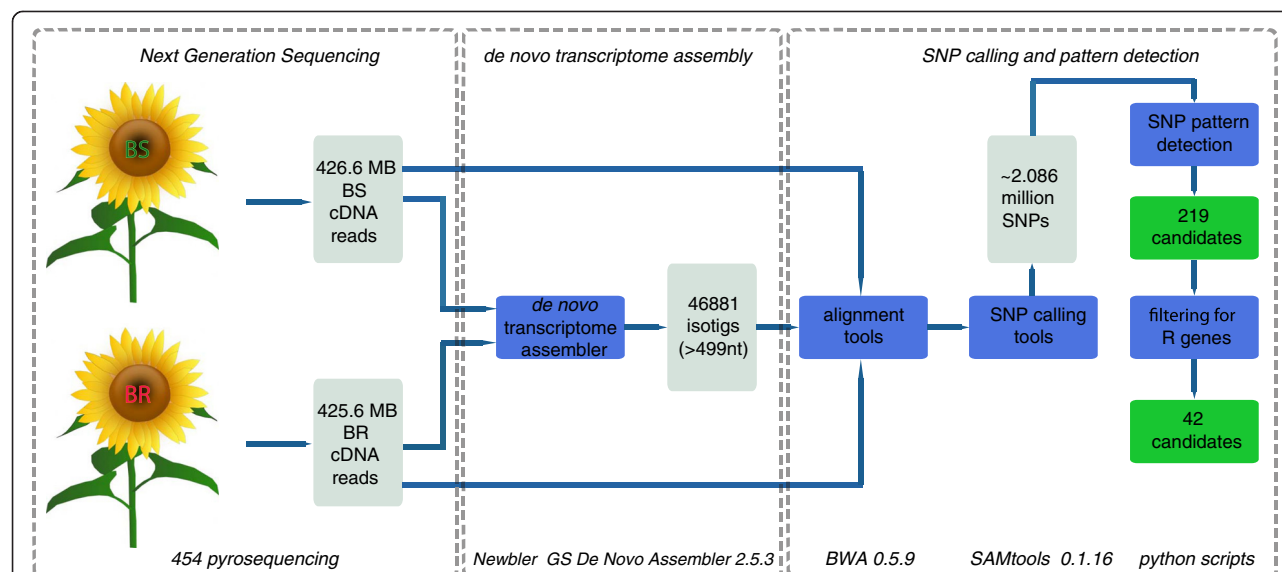 Next Generation Sequencing
de novo transcriptome assembly
SNP calling and pattern detection
BS
426.6 MB
BS
cDNA
reads
BR
425.6 MB
BR
cDNA
reads
de novo
transcriptome
assembler
46881
isotigs
(>499nt)
alignment
tools
SNP calling
tools
~2.086
million
SNPs
SNP pattern
detection
219
candidates
filtering for
R genes
42
candidates
454 pyrosequencing
Newbler GS De Novo Assembler 2.5.3
BWA 0.5.9
SAMtools 0.1.16
python scripts